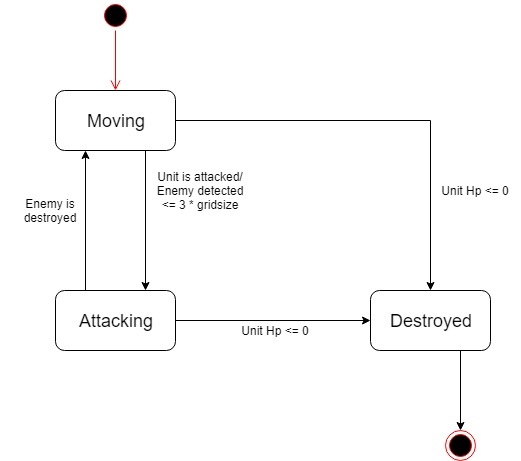 Moving
Unit is attacked/
Enemy detected
<= 3 * gridsize
Enemy is
destroyed
Unit Hp <= 0
Attacking
Unit Hp <= 0
Destroyed